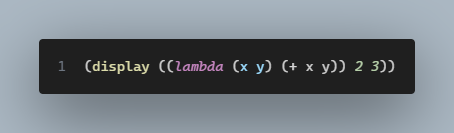 1 (display ((lambda (x y) (+ x y)) 2 3))